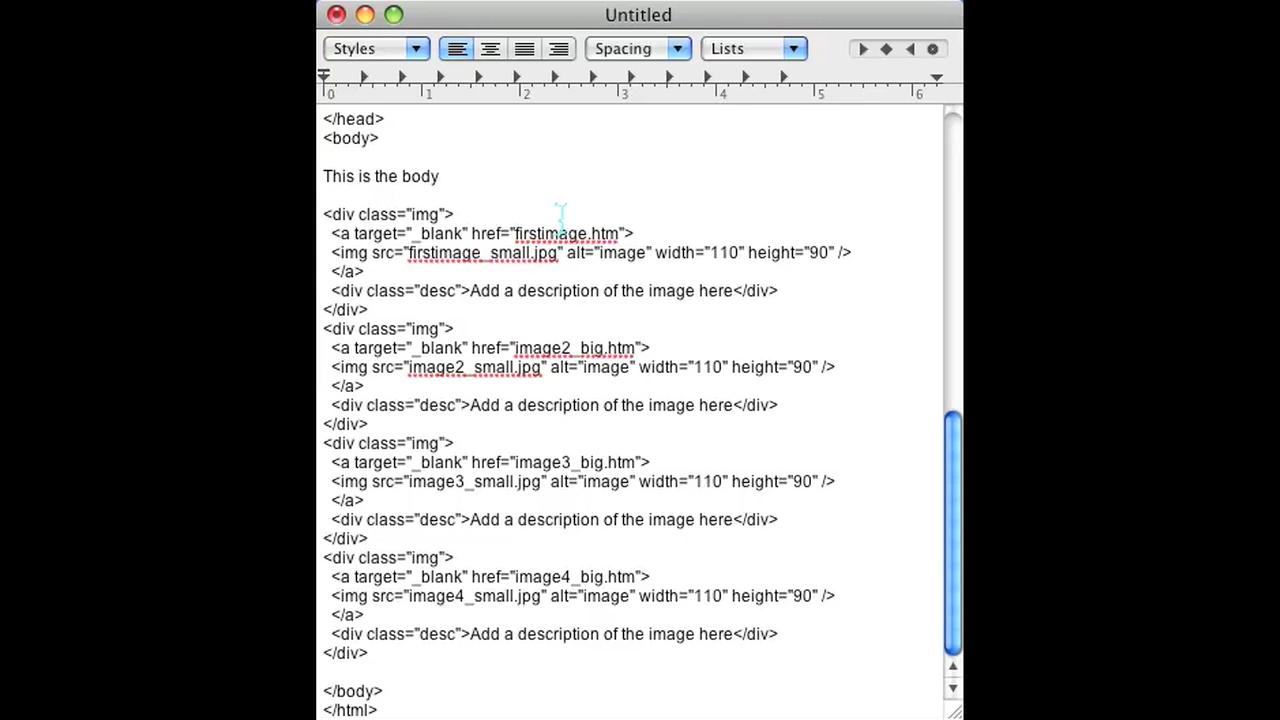 Untitled
Styles Spacing Lists
0 1 2 3 4 5 6
</head>
<body>
This is the body
<div class="img">
<a target="_blank" href="firstimage.htm">
<img src="firstimage_small.jpg" alt="image" width="110" height="90" />
</a>
<div class="desc">Add a description of the image here</div>
</div>
<div class="img">
<a target="_blank" href="image2_big.htm">
<img src="image2_small.jpg" alt="image" width="110" height="90" />
</a>
<div class="desc">Add a description of the image here</div>
</div>
<div class="img">
<a target="_blank" href="image3_big.htm">
<img src="image3_small.jpg" alt="image" width="110" height="90" />
</a>
<div class="desc">Add a description of the image here</div>
</div>
<div class="img">
<a target="_blank" href="image4_big.htm">
<img src="image4_small.jpg" alt="image" width="110" height="90" />
</a>
<div class="desc">Add a description of the image here</div>
</div>
</body>
</html>